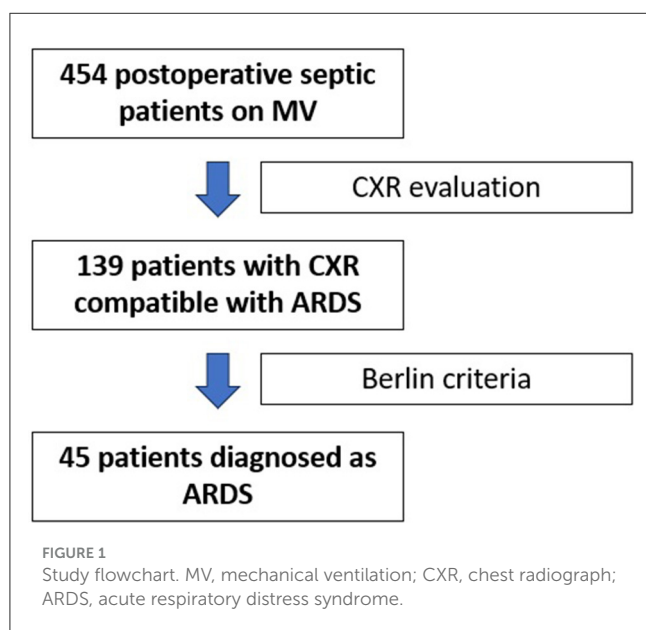 454 postoperative septic
patients on MV
CXR evaluation
139 patients with CXR
compatible with ARDS
Berlin criteria
45 patients diagnosed as
ARDS
FIGURE 1
Study flowchart. MV, mechanical ventilation; CXR, chest radiograph;
ARDS, acute respiratory distress syndrome.